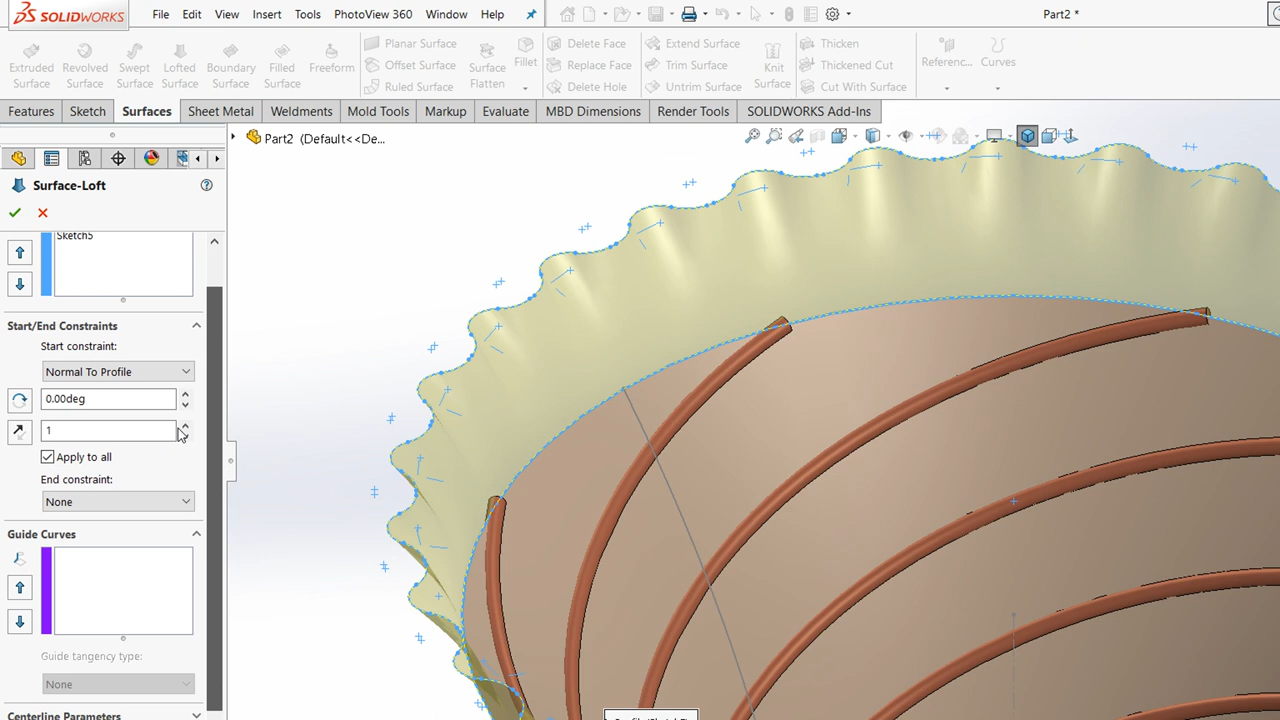 SOLIDWORKS File Edit View Insert Tools PhotoView 360 Window Help Part2 *
Extruded Surface
Revolved Surface
Swept Surface
Lofted Surface
Boundary Surface
Filled Surface
Freeform
Planar Surface
Offset Surface
Ruled Surface
Surface Flatten
Fillet
Delete Face
Replace Face
Delete Hole
Extend Surface
Trim Surface
Untrim Surface
Knit Surface
Thicken
Thickened Cut
Cut With Surface
Referenc...
Curves
Features Sketch Surfaces Sheet Metal Weldments Mold Tools Markup Evaluate MBD Dimensions Render Tools SOLIDWORKS Add-Ins
Part2 (Default<<De...
Surface-Loft
Sketch5
Start/End Constraints
Start constraint:
Normal To Profile
0.00deg
1
Apply to all
End constraint:
None
Guide Curves
Guide tangency type:
None
Centerline Parameters